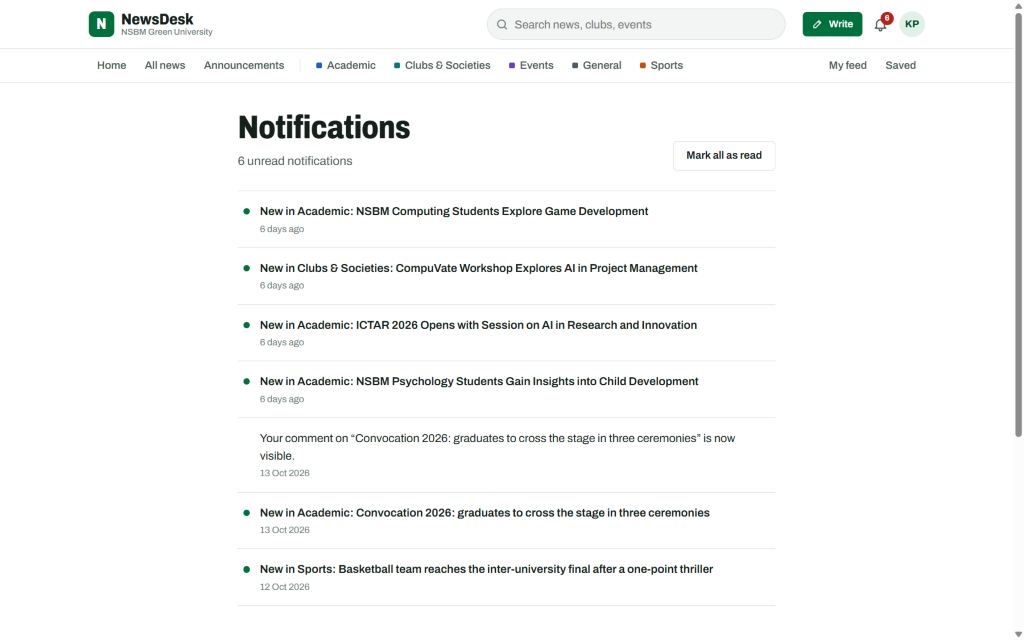 N
NewsDesk
NSBM Green University
Search news, clubs, events
Write
6
KP
Home
All news
Announcements
Academic
Clubs & Societies
Events
General
Sports
My feed
Saved
Notifications
6 unread notifications
Mark all as read
New in Academic: NSBM Computing Students Explore Game Development
6 days ago
New in Clubs & Societies: CompuVate Workshop Explores AI in Project Management
6 days ago
New in Academic: ICTAR 2026 Opens with Session on AI in Research and Innovation
6 days ago
New in Academic: NSBM Psychology Students Gain Insights into Child Development
6 days ago
Your comment on “Convocation 2026: graduates to cross the stage in three ceremonies” is now
visible.
13 Oct 2026
New in Academic: Convocation 2026: graduates to cross the stage in three ceremonies
13 Oct 2026
New in Sports: Basketball team reaches the inter-university final after a one-point thriller
12 Oct 2026